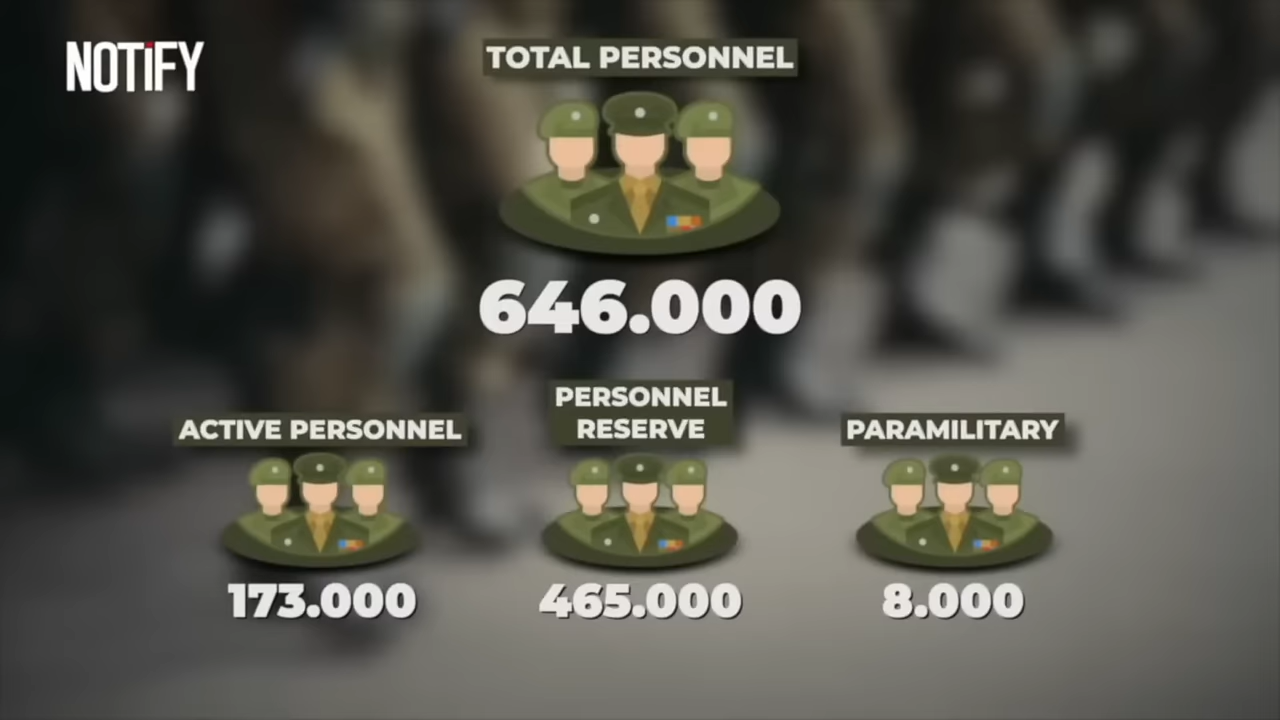 NOTiFY
TOTAL PERSONNEL
646.000
ACTIVE PERSONNEL
173.000
PERSONNEL
RESERVE
465.000
PARAMILITARY
8.000